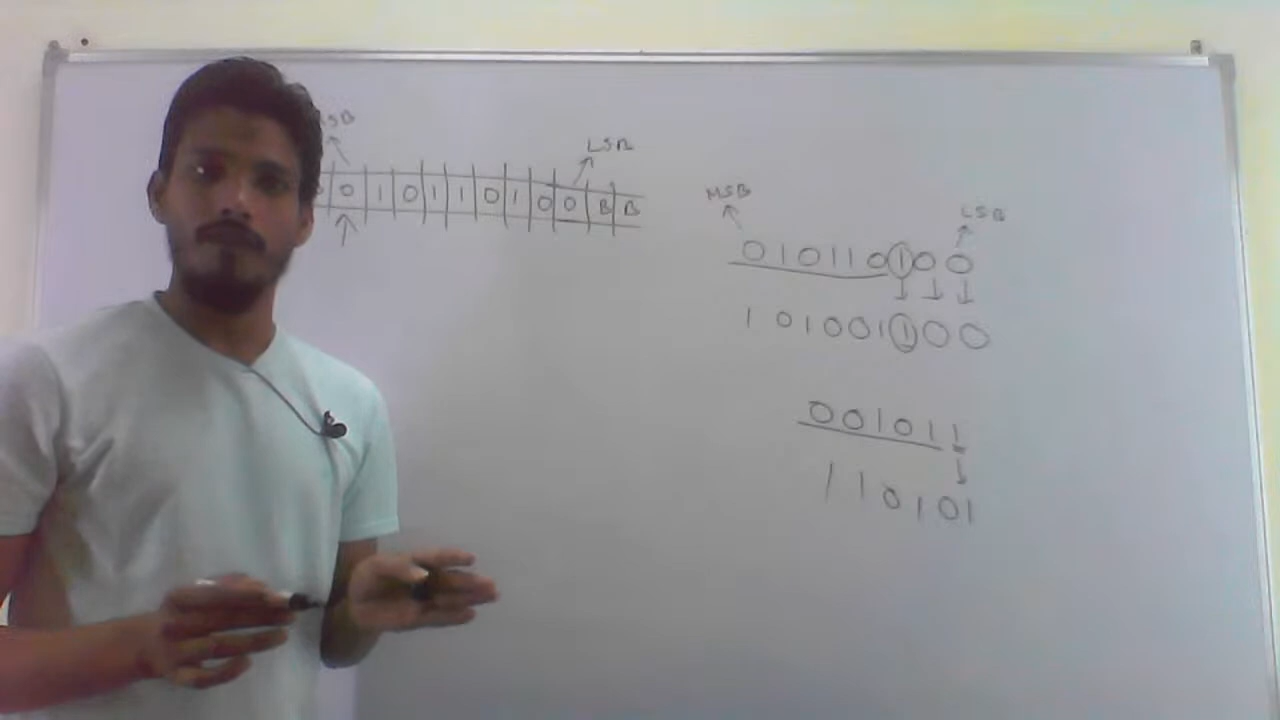 MSB
LSB
0 1 0 1 1 0 1 0 0 B B
MSB
LSB
0 1 0 1 1 0 1 0 0
1 0 1 0 0 1 1 0 0
0 0 1 0 1 1
1 1 0 1 0 1